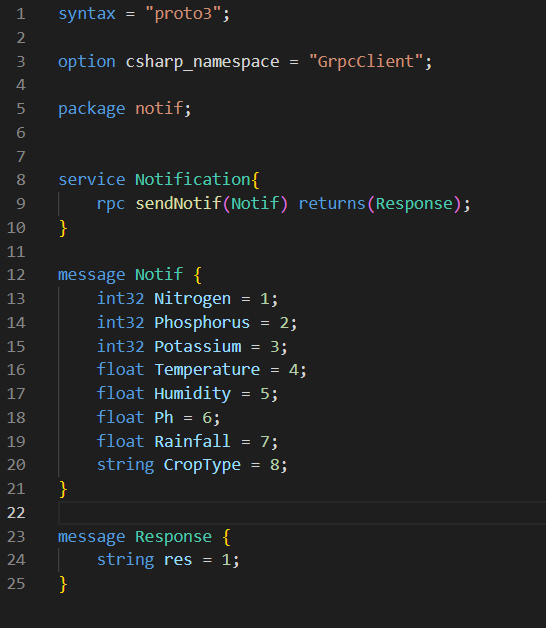 1 syntax = "proto3";
2
3 option csharp_namespace = "GrpcClient";
4
5 package notif;
6
7
8 service Notification{
9 rpc sendNotif(Notif) returns(Response);
10 }
11
12 message Notif {
13 int32 Nitrogen = 1;
14 int32 Phosphorus = 2;
15 int32 Potassium = 3;
16 float Temperature = 4;
17 float Humidity = 5;
18 float Ph = 6;
19 float Rainfall = 7;
20 string CropType = 8;
21 }
22
23 message Response {
24 string res = 1;
25 }